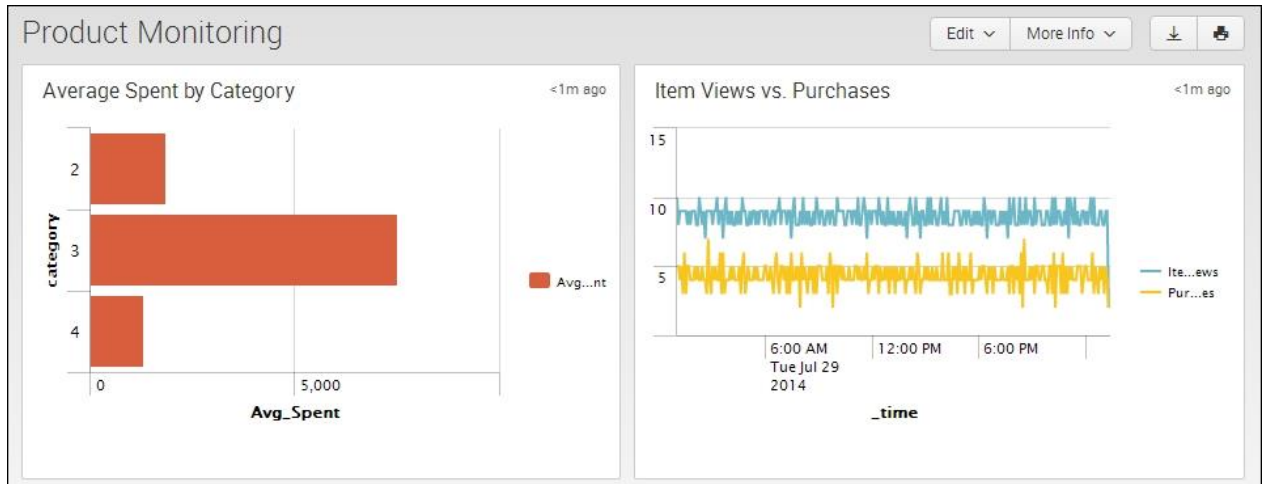 Product Monitoring
Edit
More Info
Average Spent by Category
<1m ago
2
3
4
category
0
5,000
Avg_Spent
Avg...nt
Item Views vs. Purchases
<1m ago
15
10
5
6:00 AM
Tue Jul 29
2014
12:00 PM
6:00 PM
_time
Ite...ews
Pur...es